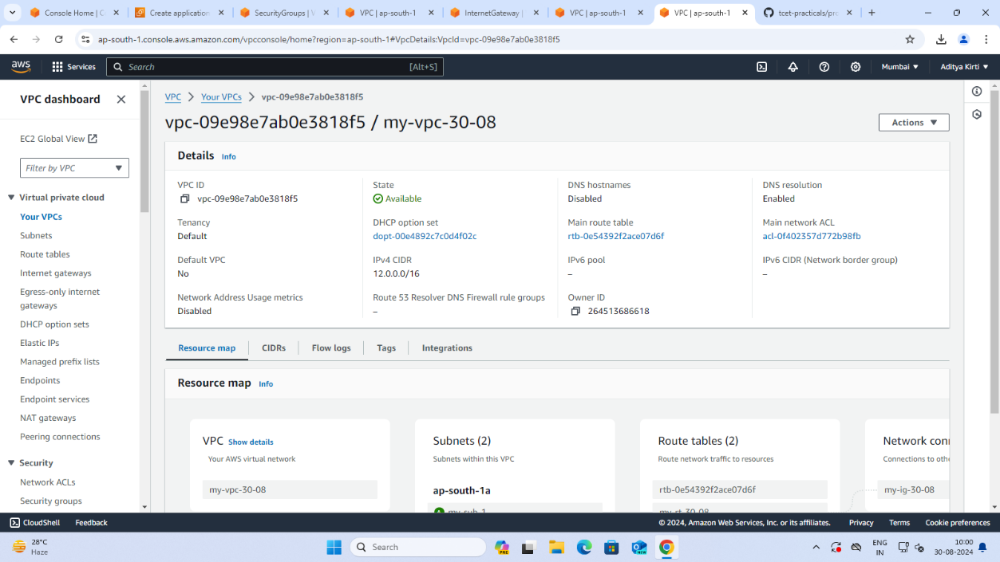 Console Home | C
Create application
SecurityGroups | V
VPC | ap-south-1
InternetGateway |
VPC | ap-south-1
VPC | ap-south-1
tcet-practicals/pro
ap-south-1.console.aws.amazon.com/vpcconsole/home?region=ap-south-1#VpcDetails:VpcId=vpc-09e98e7ab0e3818f5
aws
Services
Search
[Alt+S]
Mumbai
Aditya Kirti
VPC dashboard
EC2 Global View
Filter by VPC
Virtual private cloud
Your VPCs
Subnets
Route tables
Internet gateways
Egress-only internet
gateways
DHCP option sets
Elastic IPs
Managed prefix lists
Endpoints
Endpoint services
NAT gateways
Peering connections
Security
Network ACLs
Security groups
VPC
Your VPCs
vpc-09e98e7ab0e3818f5
vpc-09e98e7ab0e3818f5 / my-vpc-30-08
Actions
Details Info
VPC ID
vpc-09e98e7ab0e3818f5
State
Available
DNS hostnames
Disabled
DNS resolution
Enabled
Tenancy
Default
DHCP option set
dopt-00e4892c7c0d4f02c
Main route table
rtb-0e54392f2ace07d6f
Main network ACL
acl-0f402357d772b98fb
Default VPC
No
IPv4 CIDR
12.0.0.0/16
IPv6 pool
–
IPv6 CIDR (Network border group)
–
Network Address Usage metrics
Disabled
Route 53 Resolver DNS Firewall rule groups
–
Owner ID
264513686618
Resource map
CIDRs
Flow logs
Tags
Integrations
Resource map Info
VPC Show details
Your AWS virtual network
my-vpc-30-08
Subnets (2)
Subnets within this VPC
ap-south-1a
my-sub-1
Route tables (2)
Route network traffic to resources
rtb-0e54392f2ace07d6f
my-rt-30-08
Network conn
Connections to othe
my-ig-30-08
CloudShell
Feedback
© 2024, Amazon Web Services, Inc. or its affiliates.
Privacy
Terms
Cookie preferences
28°C
Haze
Search
PRE
NEW
ENG
IN
10:00
30-08-2024